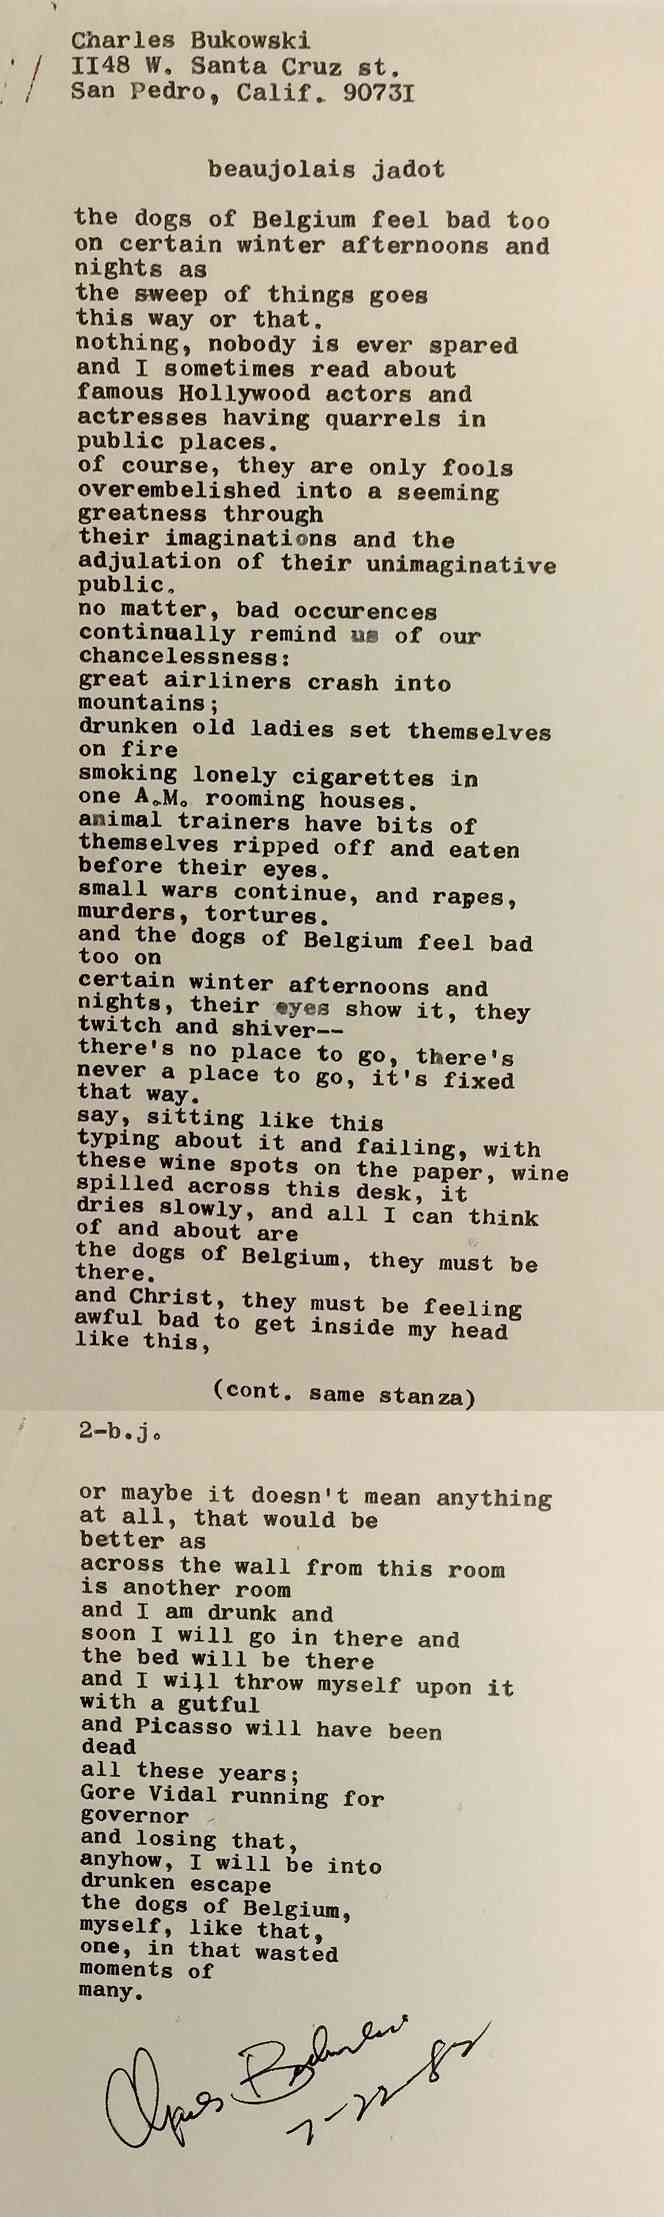 Charles Bukowski
II48 W. Santa Cruz st.
San Pedro, Calif. 9073I
beaujolais jadot
the dogs of Belgium feel bad too
on certain winter afternoons and
nights as
the sweep of things goes
this way or that.
nothing, nobody is ever spared
and I sometimes read about
famous Hollywood actors and
actresses having quarrels in
public places.
of course, they are only fools
overembelished into a seeming
greatness through
their imaginations and the
adjulation of their unimaginative
public.
no matter, bad occurences
continually remind us of our
chancelessness:
great airliners crash into
mountains;
drunken old ladies set themselves
on fire
smoking lonely cigarettes in
one A.M. rooming houses.
animal trainers have bits of
themselves ripped off and eaten
before their eyes.
small wars continue, and rapes,
murders, tortures.
and the dogs of Belgium feel bad
too on
certain winter afternoons and
nights, their eyes show it, they
twitch and shiver--
there's no place to go, there's
never a place to go, it's fixed
that way.
say, sitting like this
typing about it and failing, with
these wine spots on the paper, wine
spilled across this desk, it
dries slowly, and all I can think
of and about are
the dogs of Belgium, they must be
there.
and Christ, they must be feeling
awful bad to get inside my head
like this,
(cont. same stanza)
2-b.j.
or maybe it doesn't mean anything
at all, that would be
better as
across the wall from this room
is another room
and I am drunk and
soon I will go in there and
the bed will be there
and I will throw myself upon it
with a gutful
and Picasso will have been
dead
all these years;
Gore Vidal running for
governor
and losing that,
anyhow, I will be into
drunken escape
the dogs of Belgium,
myself, like that,
one, in that wasted
moments of
many.
Charles Bukowski
7-22-82